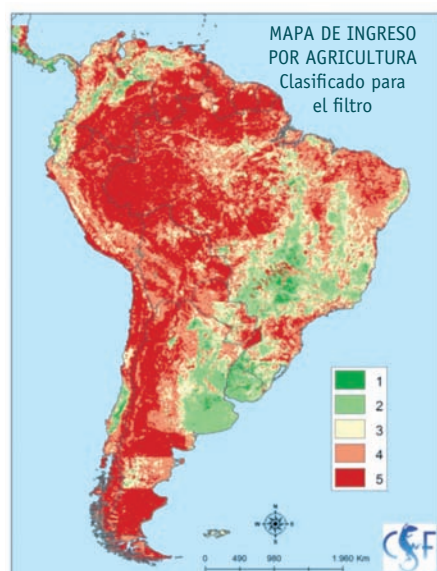 MAPA DE INGRESO
POR AGRICULTURA
Clasificado para
el filtro
1
2
3
4
5
N
W E
S
0 490 980 1.960 Km
CSF